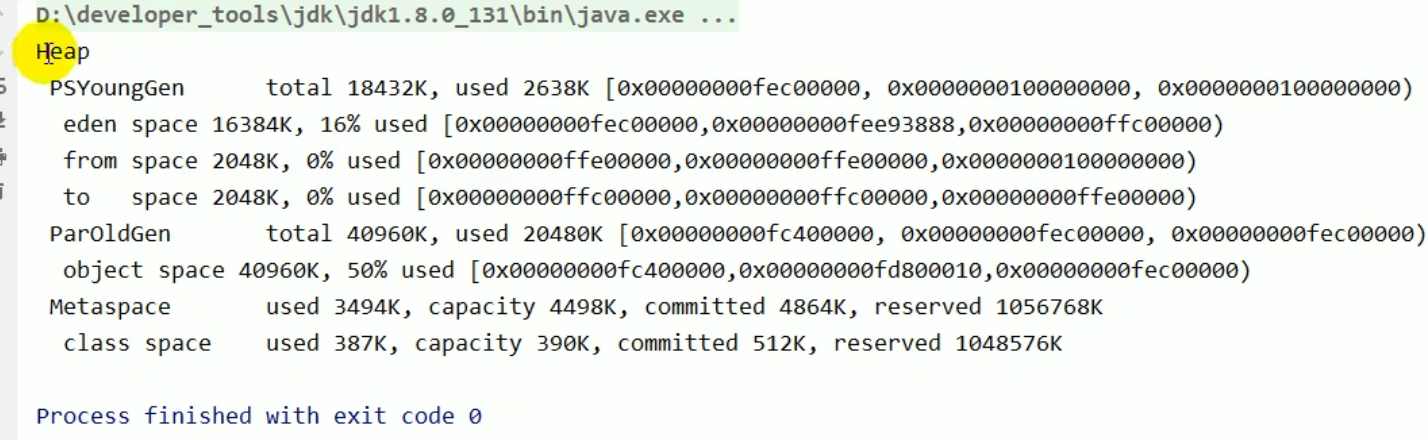 D:\developer_tools\jdk\jdk1.8.0_131\bin\java.exe ...
Heap
 PSYoungGen      total 18432K, used 2638K [0x00000000fec00000, 0x0000000100000000, 0x0000000100000000)
  eden space 16384K, 16% used [0x00000000fec00000,0x00000000fee93888,0x00000000ffc00000)
  from space 2048K, 0% used [0x00000000ffe00000,0x00000000ffe00000,0x0000000100000000)
  to   space 2048K, 0% used [0x00000000ffc00000,0x00000000ffc00000,0x00000000ffe00000)
 ParOldGen       total 40960K, used 20480K [0x00000000fc400000, 0x00000000fec00000, 0x00000000fec00000)
  object space 40960K, 50% used [0x00000000fc400000,0x00000000fd800010,0x00000000fec00000)
 Metaspace       used 3494K, capacity 4498K, committed 4864K, reserved 1056768K
  class space    used 387K, capacity 390K, committed 512K, reserved 1048576K
Process finished with exit code 0